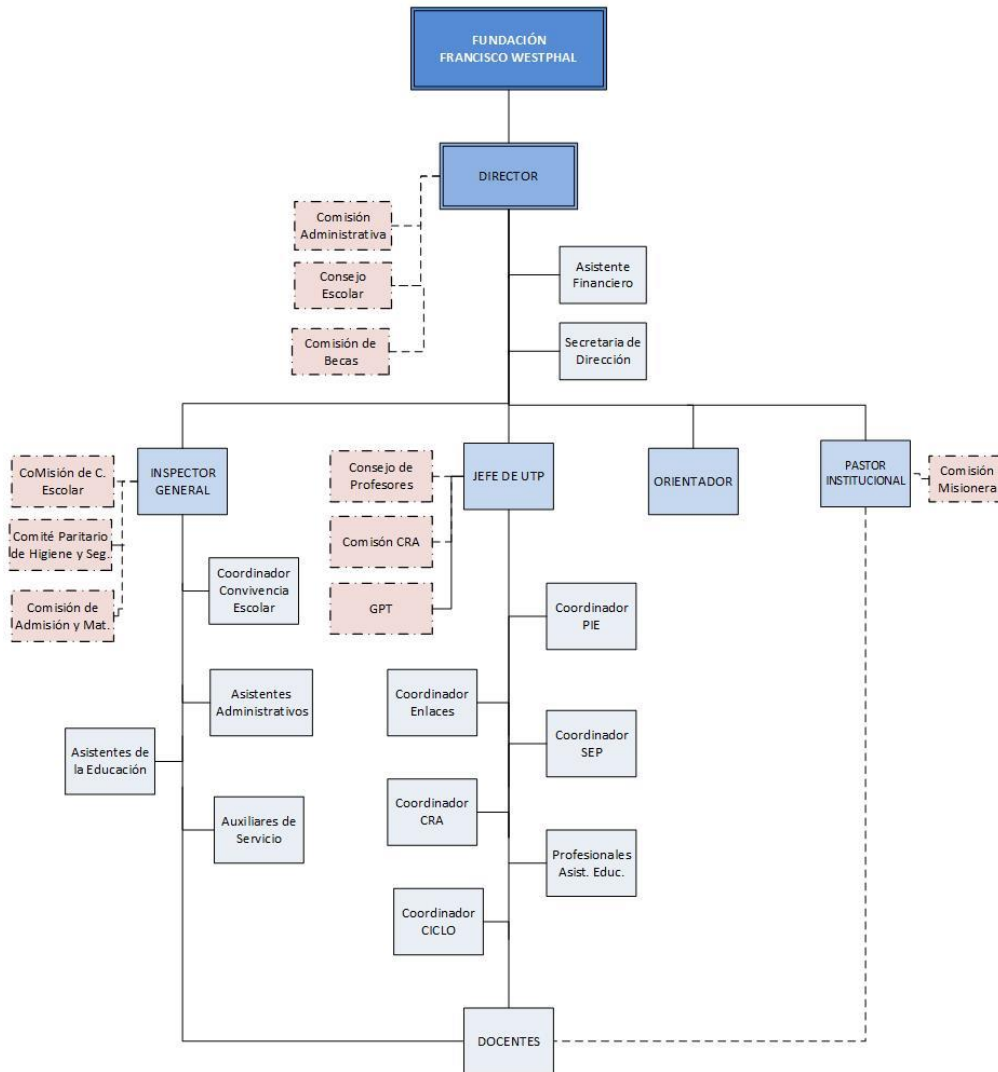 FUNDACIÓN
FRANCISCO WESTPHAL
DIRECTOR
Comisión
Administrativa
Consejo
Escolar
Comisión de
Becas
Asistente
Financiero
Secretaria de
Dirección
CoMisión de C.
Escolar
Comité Paritario
de Higiene y Seg.
Comisión de
Admisión y Mat.
INSPECTOR
GENERAL
Consejo de
Profesores
Comisón CRA
GPT
JEFE DE UTP
ORIENTADOR
PASTOR
INSTITUCIONAL
Comisión
Misionera
Coordinador
Convivencia
Escolar
Asistentes
Administrativos
Asistentes de
la Educación
Auxiliares de
Servicio
Coordinador
PIE
Coordinador
Enlaces
Coordinador
SEP
Coordinador
CRA
Profesionales
Asist. Educ.
Coordinador
CICLO
DOCENTES